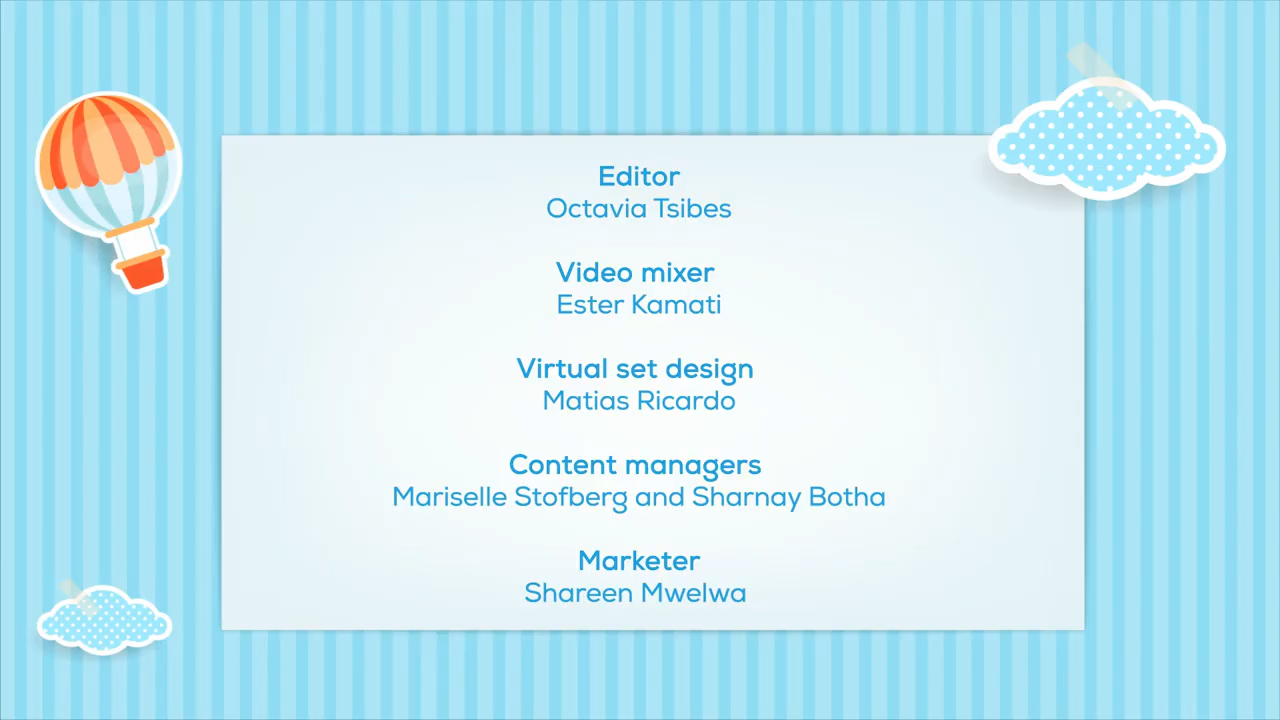 Editor
Octavia Tsibes
Video mixer
Ester Kamati
Virtual set design
Matias Ricardo
Content managers
Mariselle Stofberg and Sharnay Botha
Marketer
Shareen Mwelwa